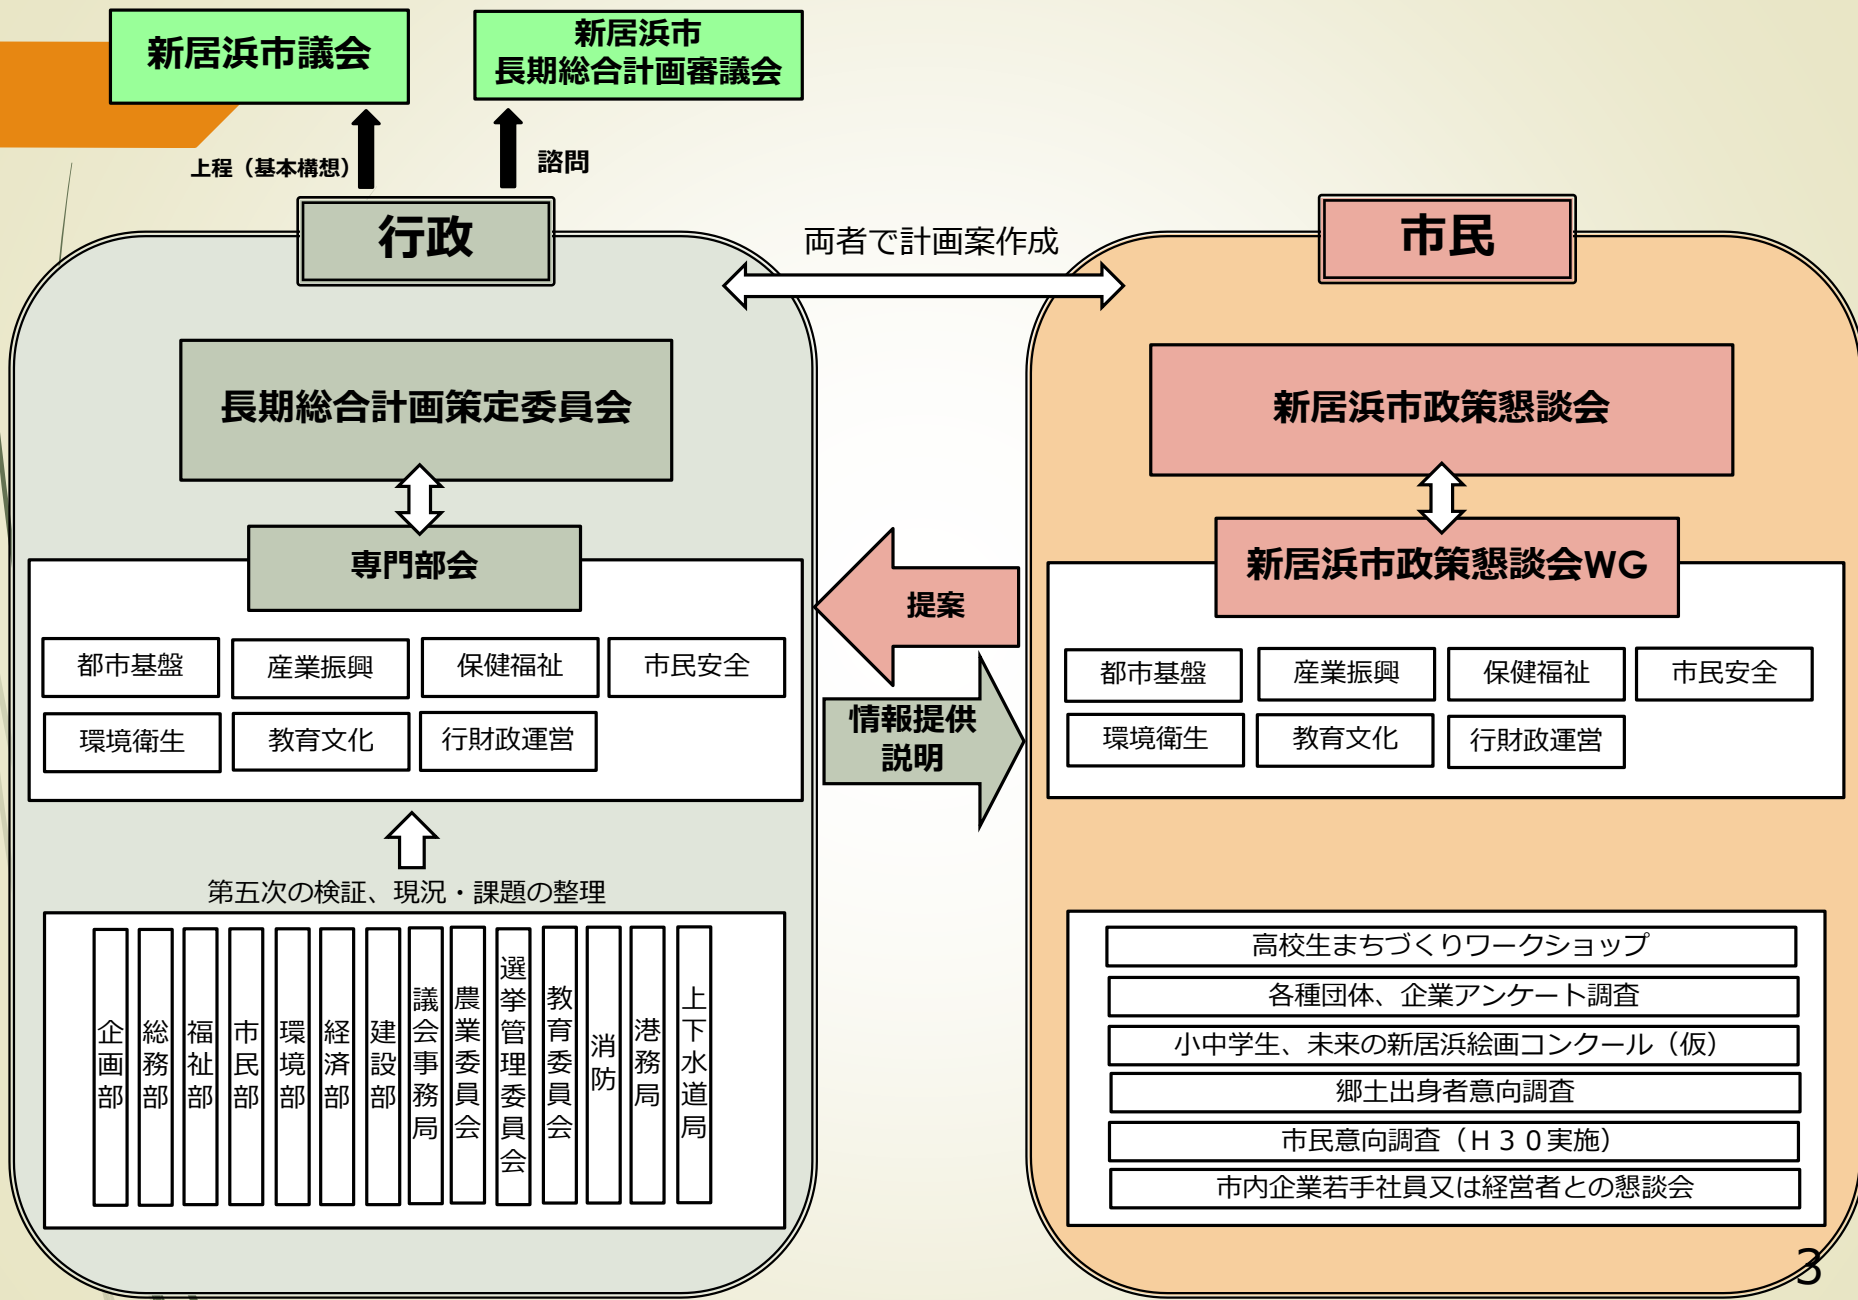 新居浜市議会
新居浜市
長期総合計画審議会
上程（基本構想）
諮問
行政
両者で計画案作成
市民
長期総合計画策定委員会
専門部会
都市基盤
産業振興
保健福祉
市民安全
環境衛生
教育文化
行財政運営
第五次の検証、現況・課題の整理
企画部
総務部
福祉部
市民部
環境部
経済部
建設部
議会事務局
農業委員会
選挙管理委員会
教育委員会
消防
港務局
上下水道局
提案
情報提供
説明
新居浜市政策懇談会
新居浜市政策懇談会WG
都市基盤
産業振興
保健福祉
市民安全
環境衛生
教育文化
行財政運営
高校生まちづくりワークショップ
各種団体、企業アンケート調査
小中学生、未来の新居浜絵画コンクール（仮）
郷土出身者意向調査
市民意向調査（Ｈ３０実施）
市内企業若手社員又は経営者との懇談会
3